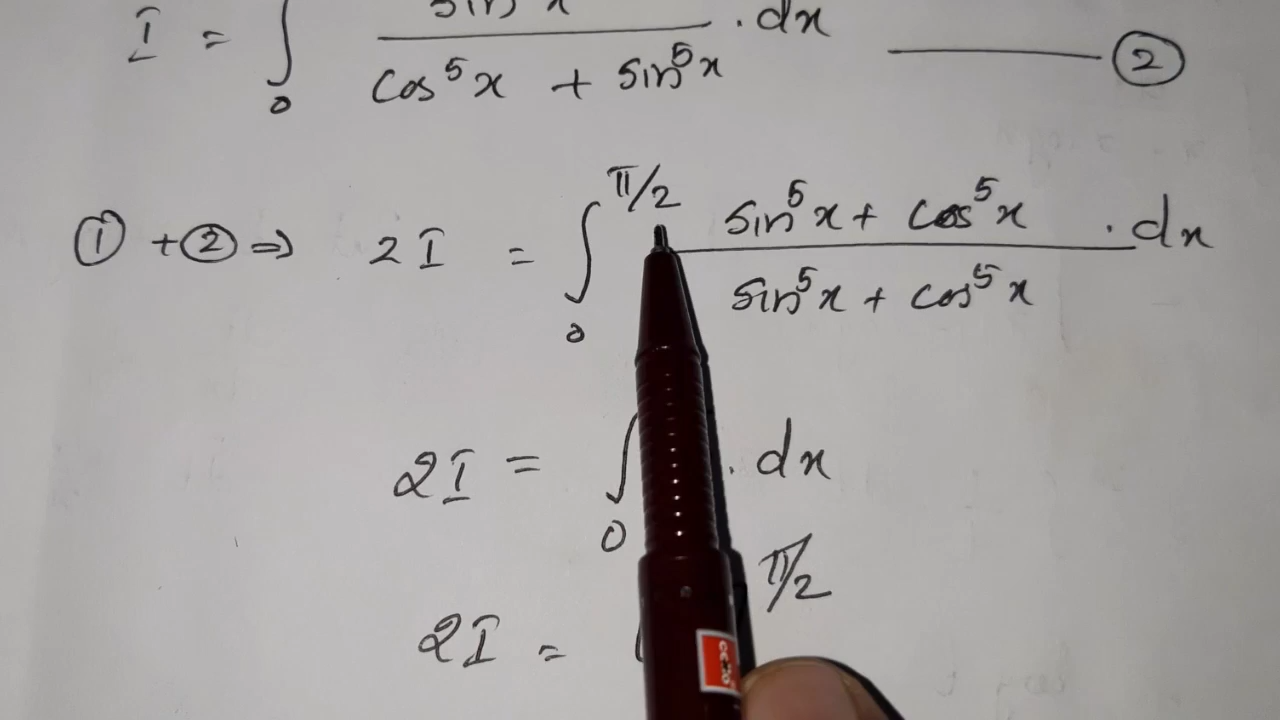 I = ∫₀ sin x / (cos⁵x + sin⁵x) . dx ——— ②
① + ② ⇒ 2I = ∫₀^(π/2) (sin⁵x + cos⁵x) / (sin⁵x + cos⁵x) . dx
2I = ∫₀ . dx
2I = π/2